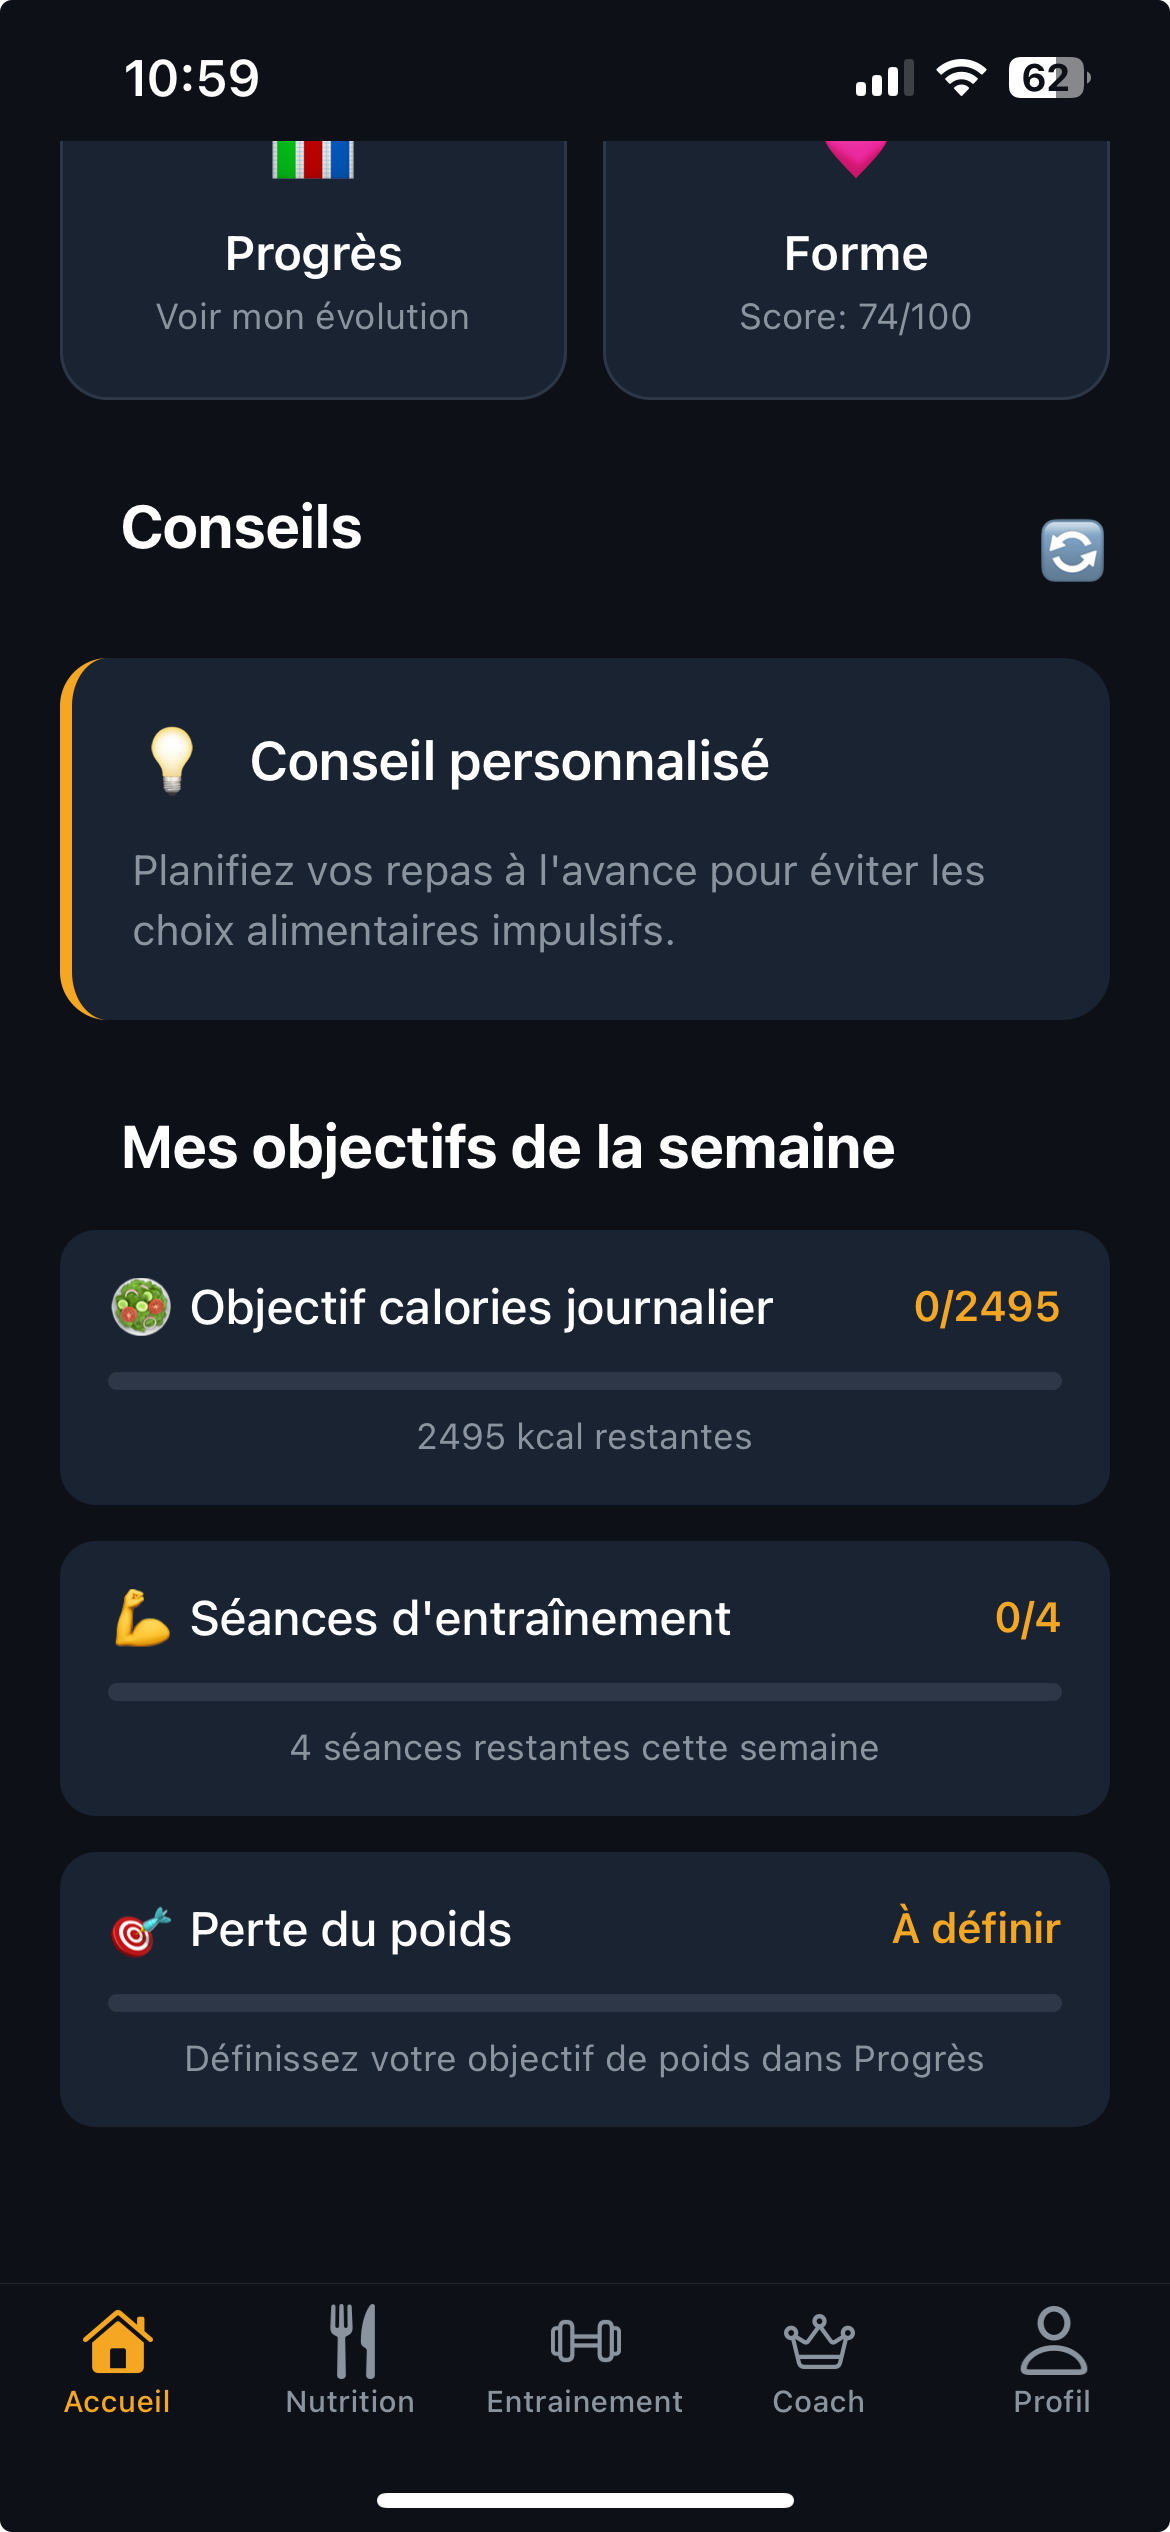 10:59
62
Progrès
Voir mon évolution
Forme
Score: 74/100
Conseils
Conseil personnalisé
Planifiez vos repas à l'avance pour éviter les
choix alimentaires impulsifs.
Mes objectifs de la semaine
Objectif calories journalier
0/2495
2495 kcal restantes
Séances d'entraînement
0/4
4 séances restantes cette semaine
Perte du poids
À définir
Définissez votre objectif de poids dans Progrès
Accueil
Nutrition
Entrainement
Coach
Profil